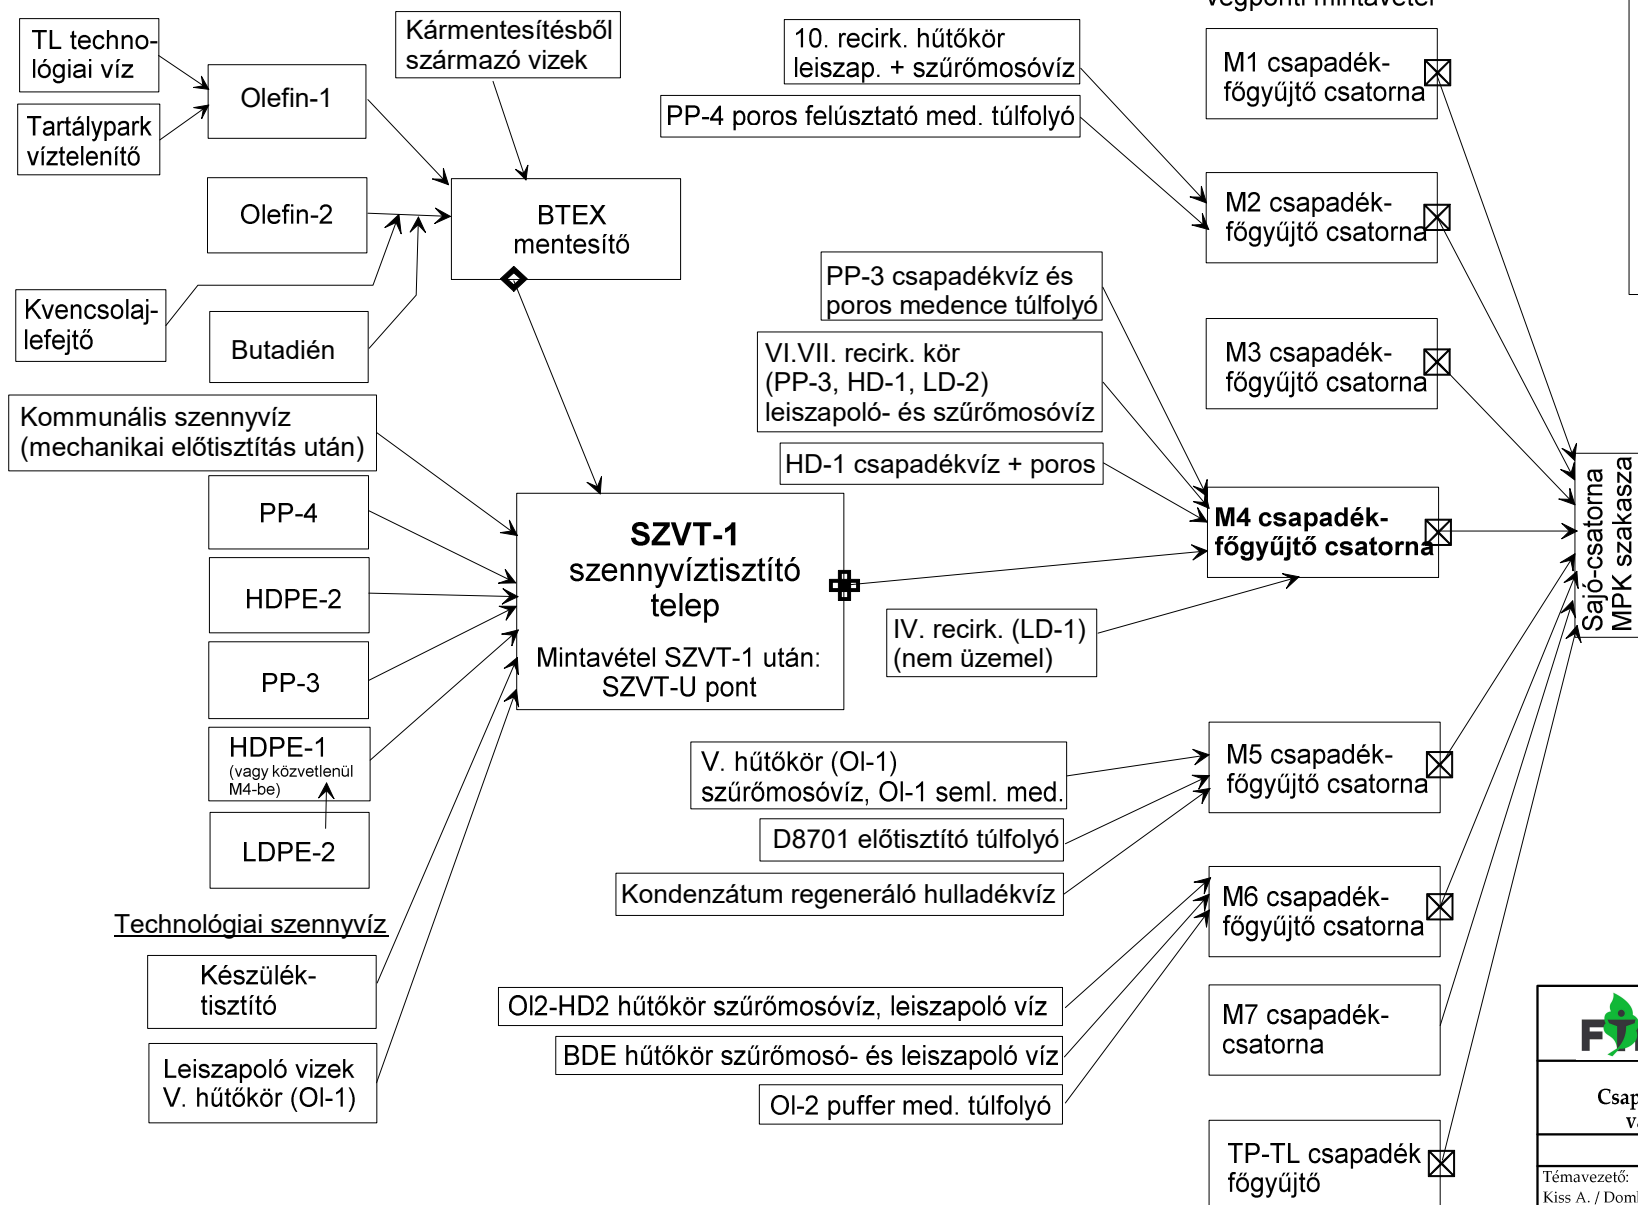 végponti mintavétel
TL techno-
lógiai víz
Tartálypark
víztelenítő
Olefin-1
Kármentesítésből
származó vizek
Olefin-2
BTEX
mentesítő
Kvencsolaj-
lefejtő
Butadién
Kommunális szennyvíz
(mechanikai előtisztítás után)
PP-4
HDPE-2
PP-3
HDPE-1
(vagy közvetlenül
M4-be)
LDPE-2
Technológiai szennyvíz
Készülék-
tisztító
Leiszapoló vizek
V. hűtőkör (Ol-1)
SZVT-1
szennyvíztisztító
telep
Mintavétel SZVT-1 után:
SZVT-U pont
10. recirk. hűtőkör
leiszap. + szűrőmosóvíz
PP-4 poros felúsztató med. túlfolyó
PP-3 csapadékvíz és
poros medence túlfolyó
VI.VII. recirk. kör
(PP-3, HD-1, LD-2)
leiszapoló- és szűrőmosóvíz
HD-1 csapadékvíz + poros
IV. recirk. (LD-1)
(nem üzemel)
V. hűtőkör (Ol-1)
szűrőmosóvíz, Ol-1 seml. med.
D8701 előtisztító túlfolyó
Kondenzátum regeneráló hulladékvíz
Ol2-HD2 hűtőkör szűrőmosóvíz, leiszapoló víz
BDE hűtőkör szűrőmosó- és leiszapoló víz
Ol-2 puffer med. túlfolyó
M1 csapadék-
főgyűjtő csatorna
M2 csapadék-
főgyűjtő csatorna
M3 csapadék-
főgyűjtő csatorna
M4 csapadék-
főgyűjtő csatorna
M5 csapadék-
főgyűjtő csatorna
M6 csapadék-
főgyűjtő csatorna
M7 csapadék-
csatorna
TP-TL csapadék
főgyűjtő
Sajó-csatorna
MPK szakasza
Csap
Témavezető:
Kiss A. / Dom